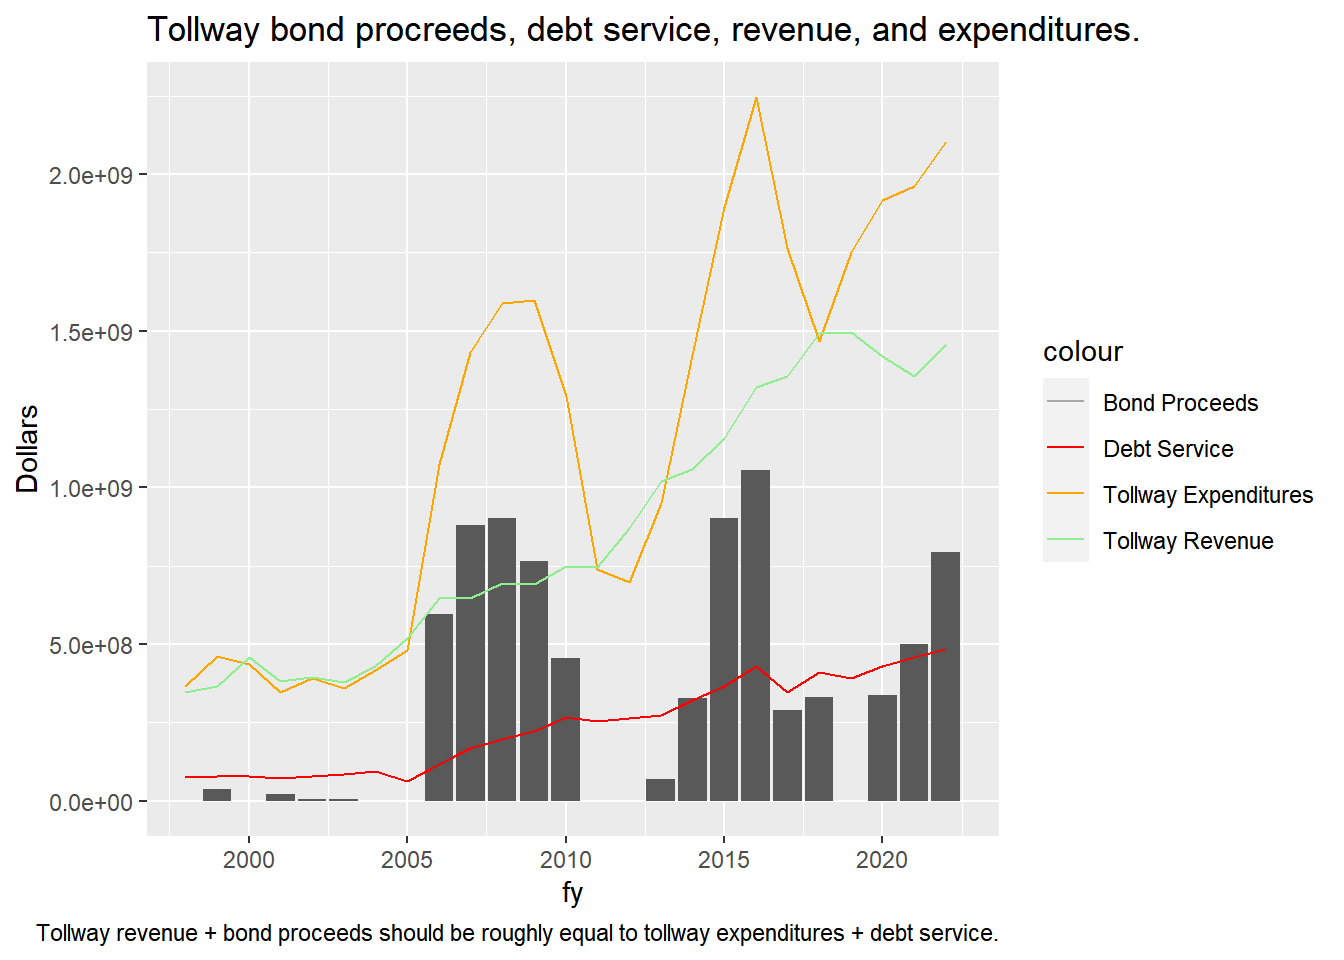 Tollway bond procreeds, debt service, revenue, and expenditures.
2.0e+09
1.5e+09
1.0e+09
5.0e+08
0.0e+00
Dollars
2000 2005 2010 2015 2020
fy
colour
Bond Proceeds
Debt Service
Tollway Expenditures
Tollway Revenue
Tollway revenue + bond proceeds should be roughly equal to tollway expenditures + debt service.